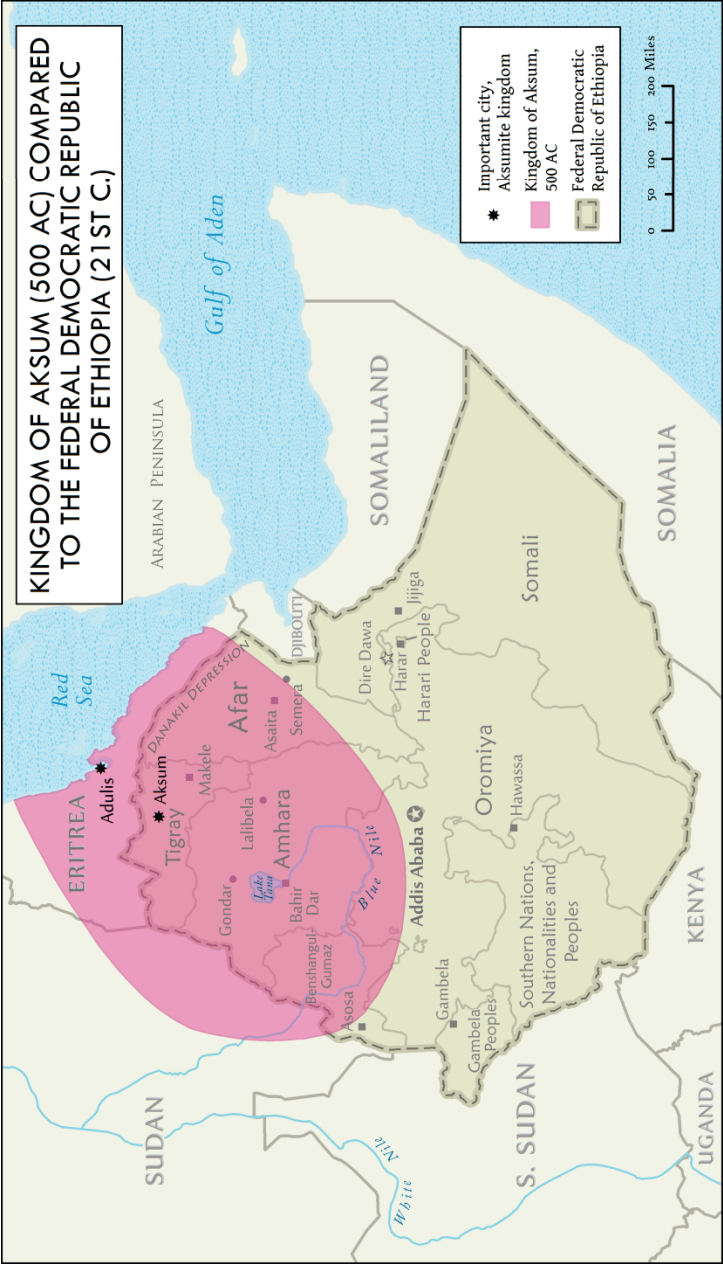 KINGDOM OF AKSUM (500 AC) COMPARED
TO THE FEDERAL DEMOCRATIC REPUBLIC
OF ETHIOPIA (21ST C.)
Important city,
Aksumite kingdom
Kingdom of Aksum,
500 AC
Federal Democratic
Republic of Ethiopia
0 50 100 150 200 Miles
Red
Sea
ARABIAN PENINSULA
Gulf of Aden
ERITREA
Adulis
DANAKIL DEPRESSION
Aksum
Tigray
Makele
Afar
Asaita
Semera
DJIBOUTI
SOMALILAND
Lalibela
Amhara
Gondar
Lake
Tana
Bahir
Dar
Blue Nile
Benshangul-
Gumaz
Asosa
SUDAN
White Nile
Addis Ababa
Dire Dawa
Harar
Harari People
Jijiga
Somali
Oromiya
Hawassa
Gambela
Gambela
Peoples
Southern Nations,
Nationalities and
Peoples
S. SUDAN
UGANDA
KENYA
SOMALIA